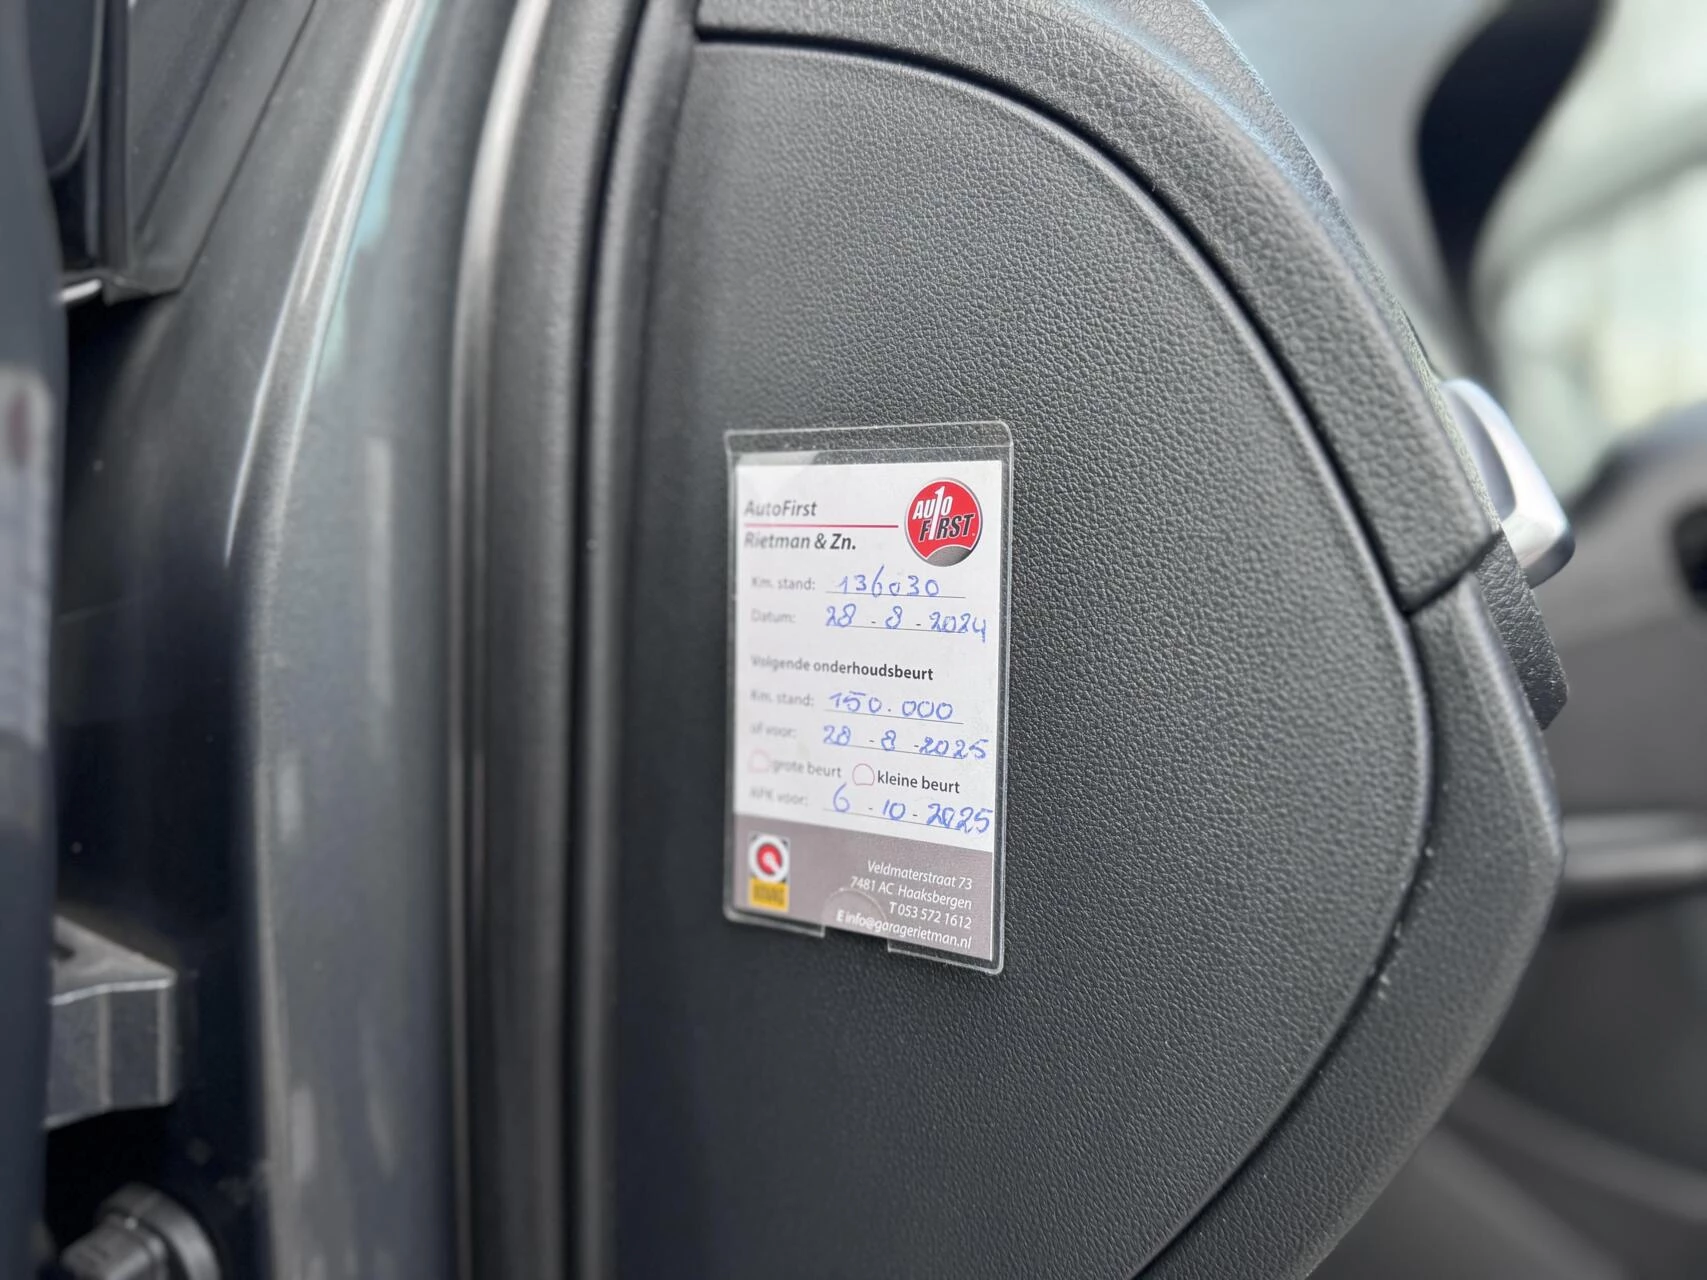 AutoFirst
AUTO
FIRST
Rietman & Zn.
Km. stand: 136030
Datum: 28 - 8 - 2024
Volgende onderhoudsbeurt
Km. stand: 150.000
of voor: 28 - 8 - 2025
grote beurt kleine beurt
APK voor: 6 - 10 - 2025
BOVAG
Veldmaterstraat 73
7481 AC Haaksbergen
T 053 572 1612
E info@garagerietman.nl